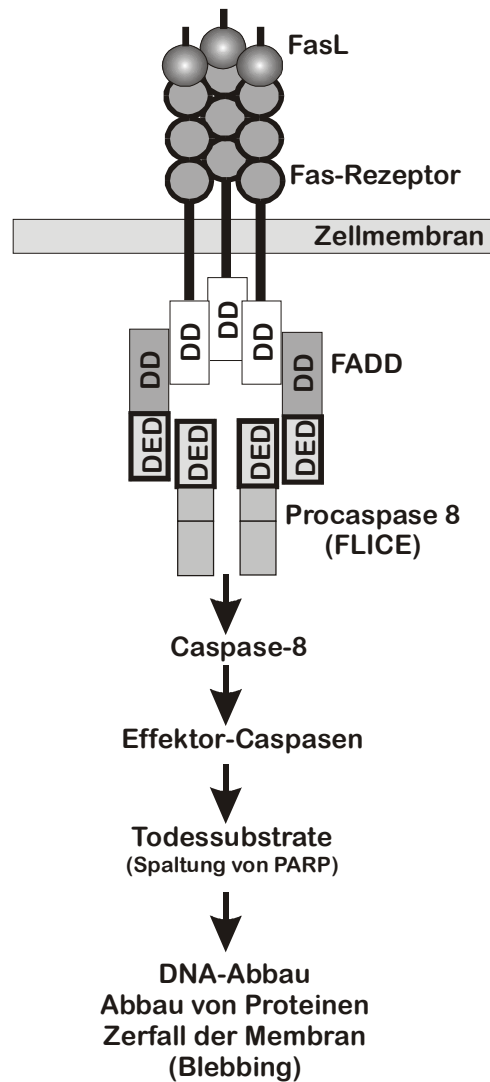 FasL
Fas-Rezeptor
Zellmembran
DD
DD
DD
DD
DD
FADD
DED
DED
DED
DED
Procaspase 8
(FLICE)
Caspase-8
Effektor-Caspasen
Todessubstrate
(Spaltung von PARP)
DNA-Abbau
Abbau von Proteinen
Zerfall der Membran
(Blebbing)